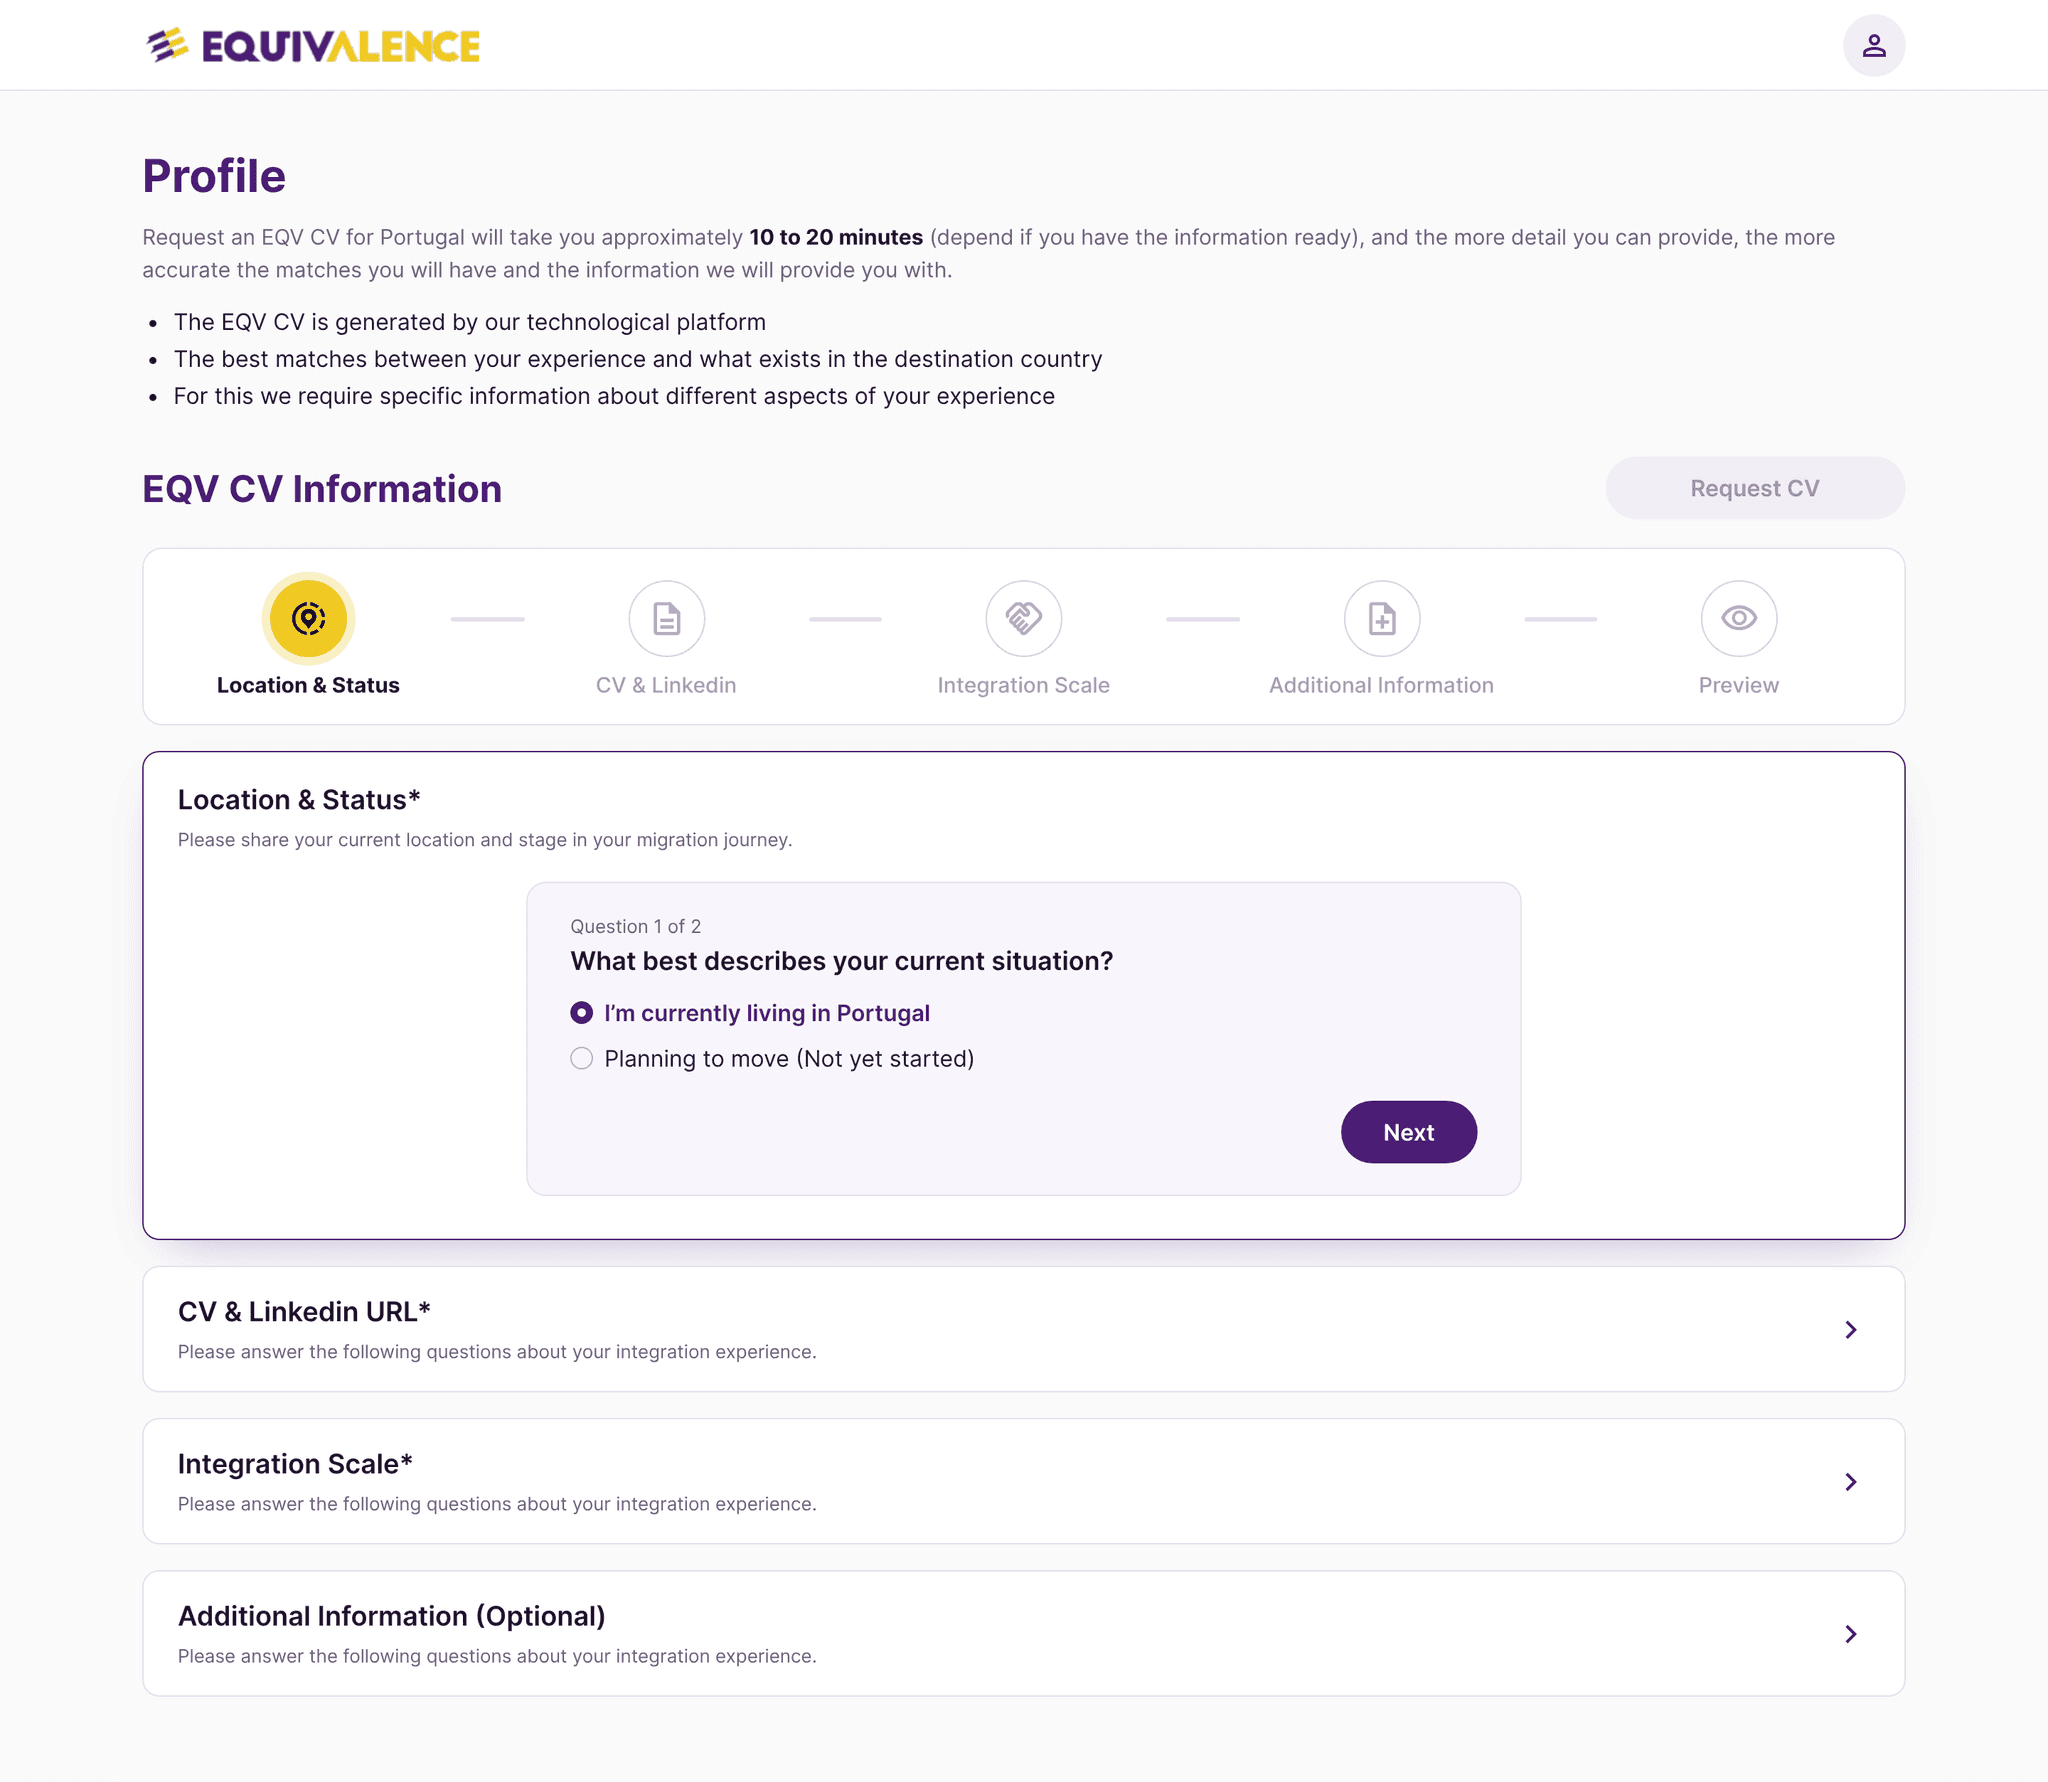 EQUIVALENCE
Profile
Request an EQV CV for Portugal will take you approximately 10 to 20 minutes (depend if you have the information ready), and the more detail you can provide, the more
accurate the matches you will have and the information we will provide you with.
• The EQV CV is generated by our technological platform
• The best matches between your experience and what exists in the destination country
• For this we require specific information about different aspects of your experience
EQV CV Information
Request CV
Location & Status
CV & Linkedin
Integration Scale
Additional Information
Preview
Location & Status*
Please share your current location and stage in your migration journey.
Question 1 of 2
What best describes your current situation?
I’m currently living in Portugal
Planning to move (Not yet started)
Next
CV & Linkedin URL*
Please answer the following questions about your integration experience.
Integration Scale*
Please answer the following questions about your integration experience.
Additional Information (Optional)
Please answer the following questions about your integration experience.